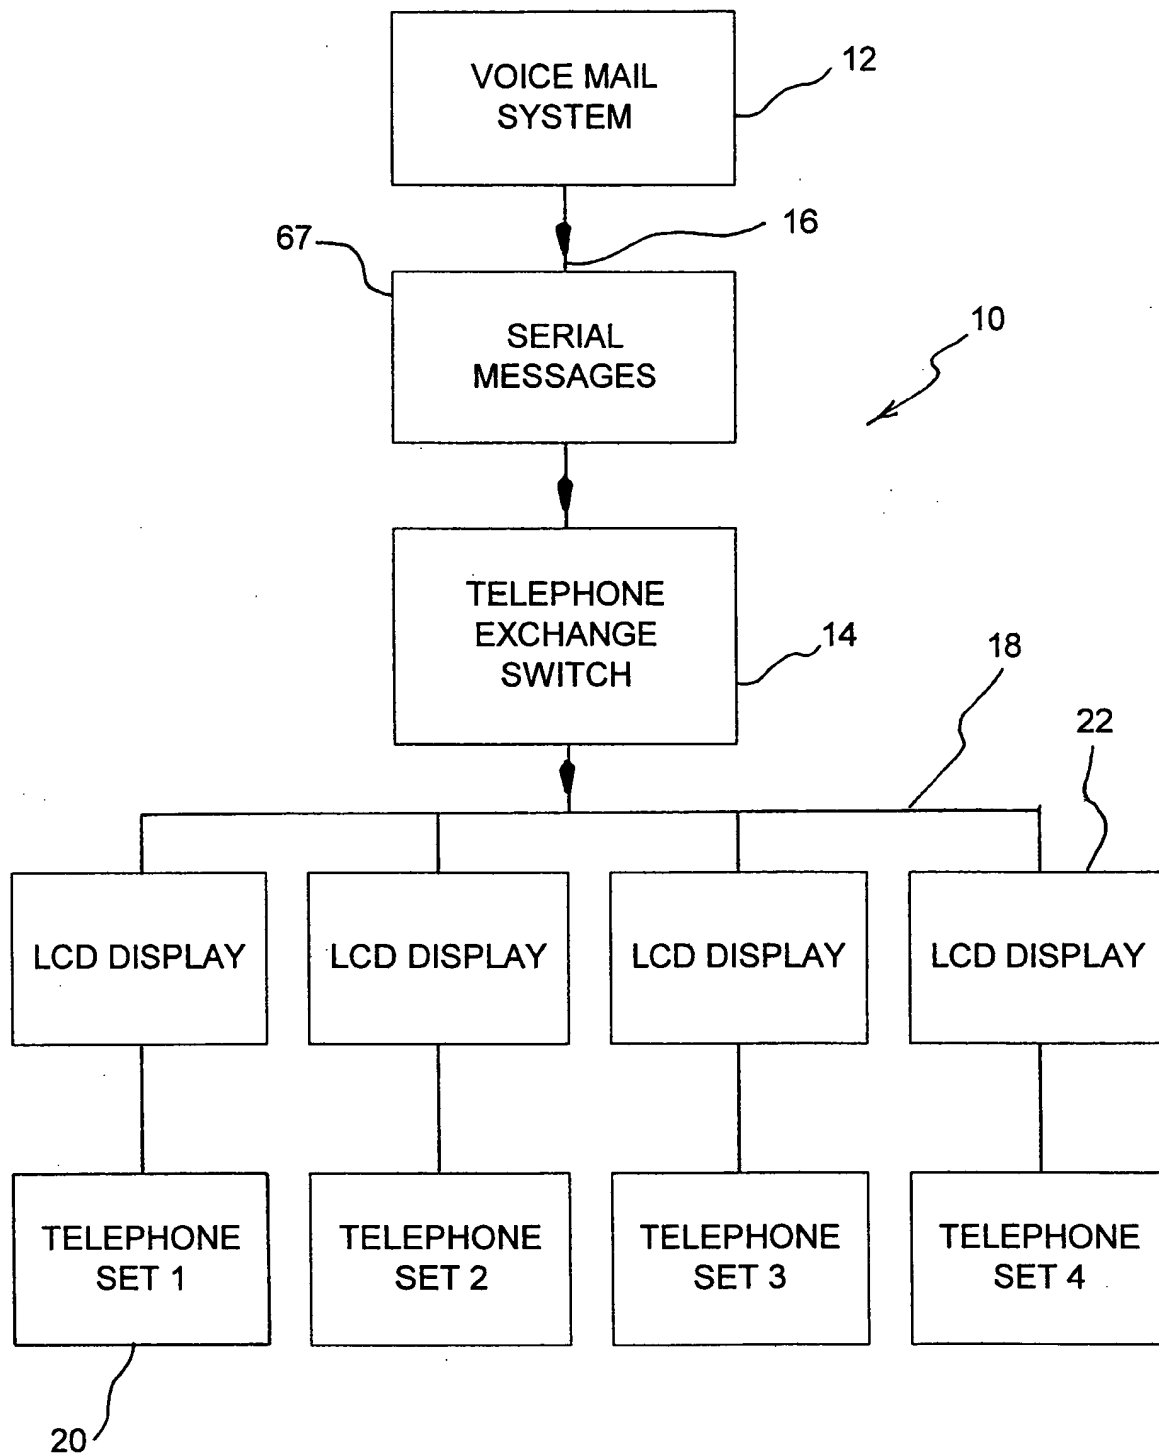 VOICE MAIL
SYSTEM
12
16
67
SERIAL
MESSAGES
10
TELEPHONE
EXCHANGE
SWITCH
14
18
22
LCD DISPLAY
LCD DISPLAY
LCD DISPLAY
LCD DISPLAY
TELEPHONE
SET 1
TELEPHONE
SET 2
TELEPHONE
SET 3
TELEPHONE
SET 4
20